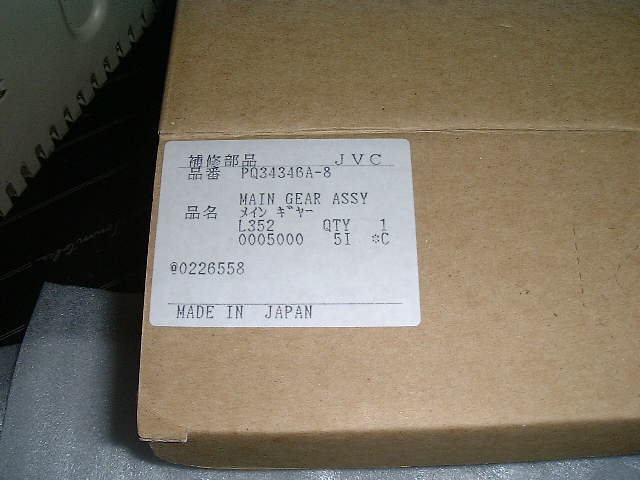 補修部品 JVC
品番 PQ34346A-8
MAIN GEAR ASSY
品名 メイン ギヤー
L352 QTY 1
0005000 5I *C
@0226558
MADE IN JAPAN